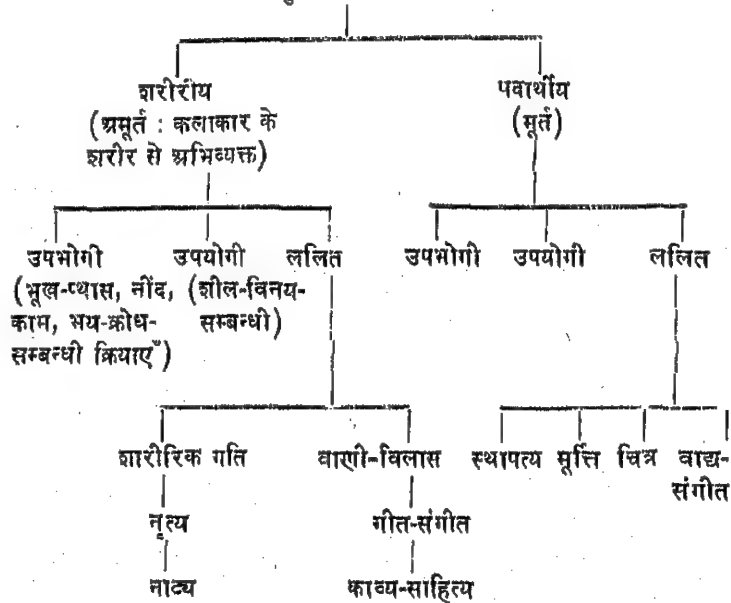 शरीरीय पदार्थीय
(अमूर्त : कलाकार के (मूर्त)
शरीर से अभिव्यक्त)
उपभोगी उपयोगी ललित उपभोगी उपयोगी ललित
(भूख-प्यास, नींद, (शील-विनय-
काम, भय-क्रोध- सम्बन्धी)
सम्बन्धी क्रियाएँ)
शारीरिक गति वाणी-विलास स्थापत्य मूर्त्ति चित्र वाद्य-
संगीत
नृत्य गीत-संगीत
नाट्य काव्य-साहित्य